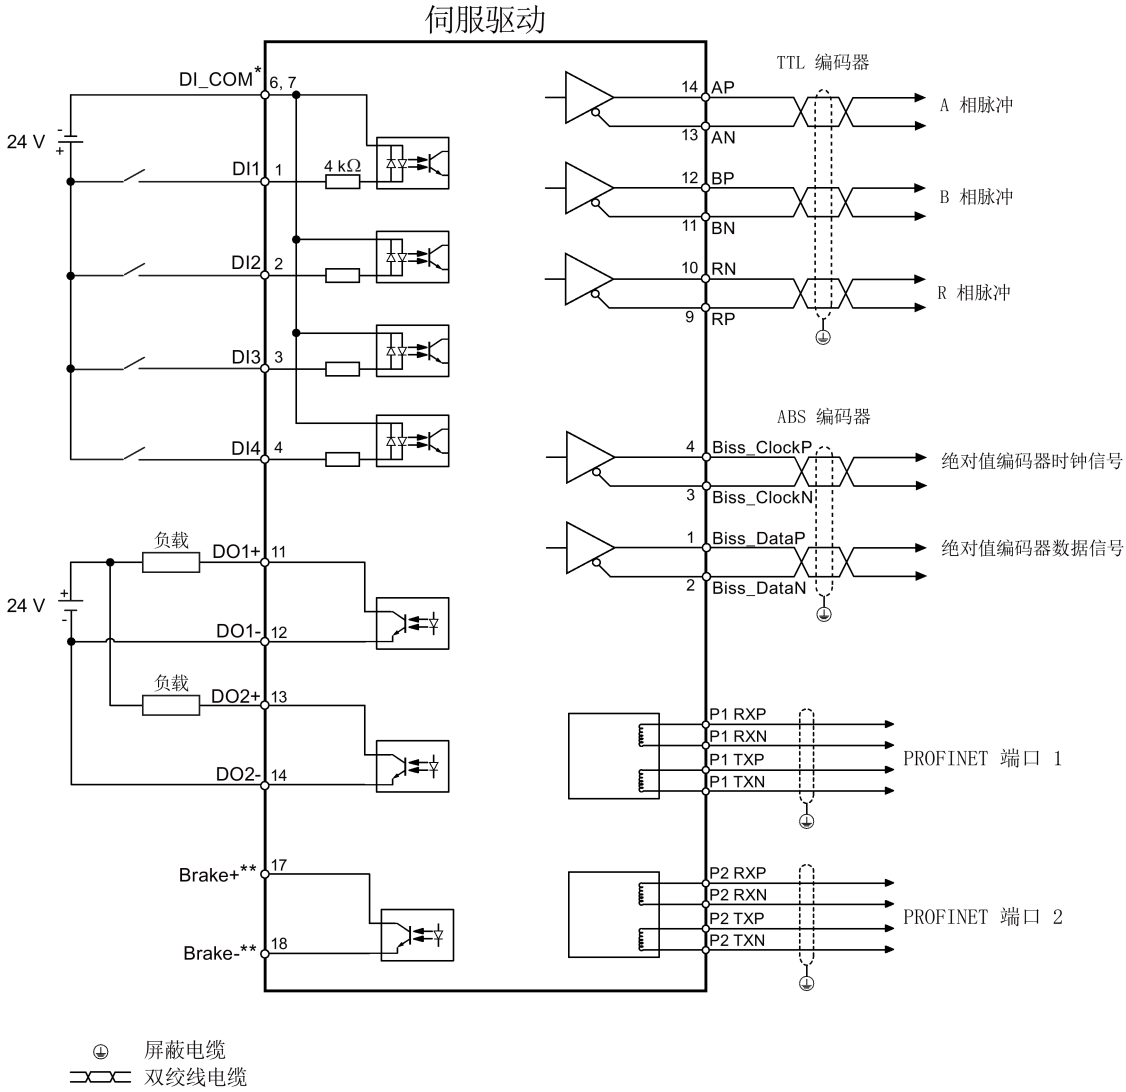 伺服驱动
DI_COM*
6, 7
24 V
-
+
DI1
1
4 kΩ
DI2
2
DI3
3
DI4
4
负载
DO1+
11
24 V
+
-
DO1-
12
负载
DO2+
13
DO2-
14
Brake+**
17
Brake-**
18
TTL 编码器
14
AP
13
AN
A 相脉冲
12
BP
11
BN
B 相脉冲
10
RN
9
RP
R 相脉冲
ABS 编码器
4
Biss_ClockP
3
Biss_ClockN
绝对值编码器时钟信号
1
Biss_DataP
2
Biss_DataN
绝对值编码器数据信号
P1 RXP
P1 RXN
P1 TXP
P1 TXN
PROFINET 端口 1
P2 RXP
P2 RXN
P2 TXP
P2 TXN
PROFINET 端口 2
屏蔽电缆
双绞线电缆